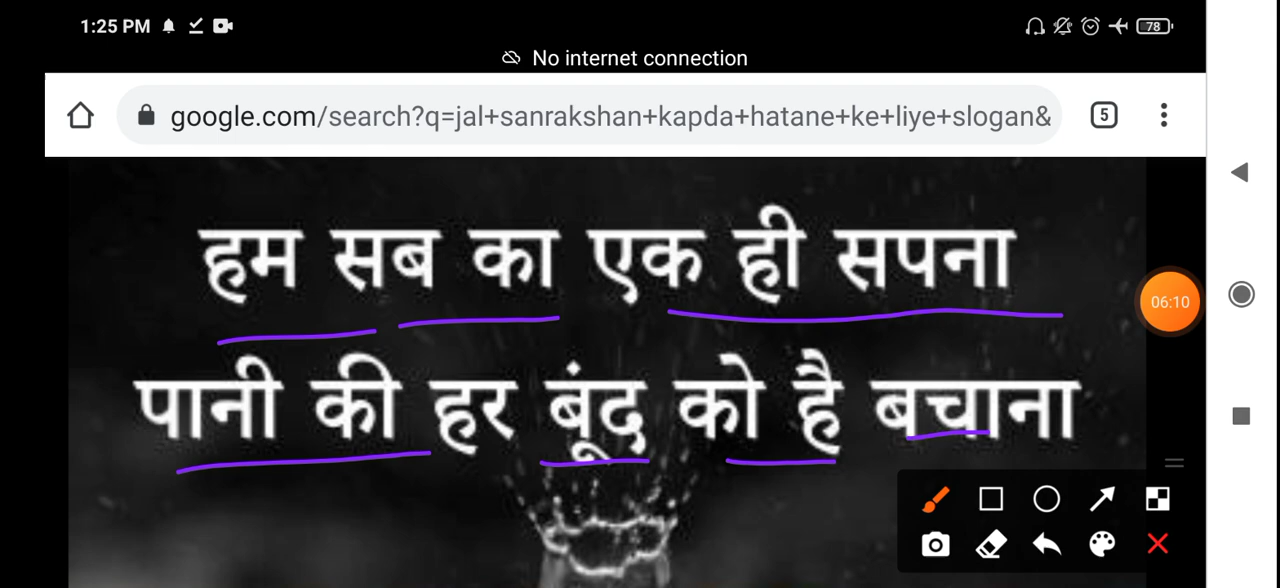 1:25 PM 78
No internet connection
google.com/search?q=jal+sanrakshan+kapda+hatane+ke+liye+slogan& 5
हम सब का एक ही सपना
06:10
पानी की हर बूंद को है बचाना